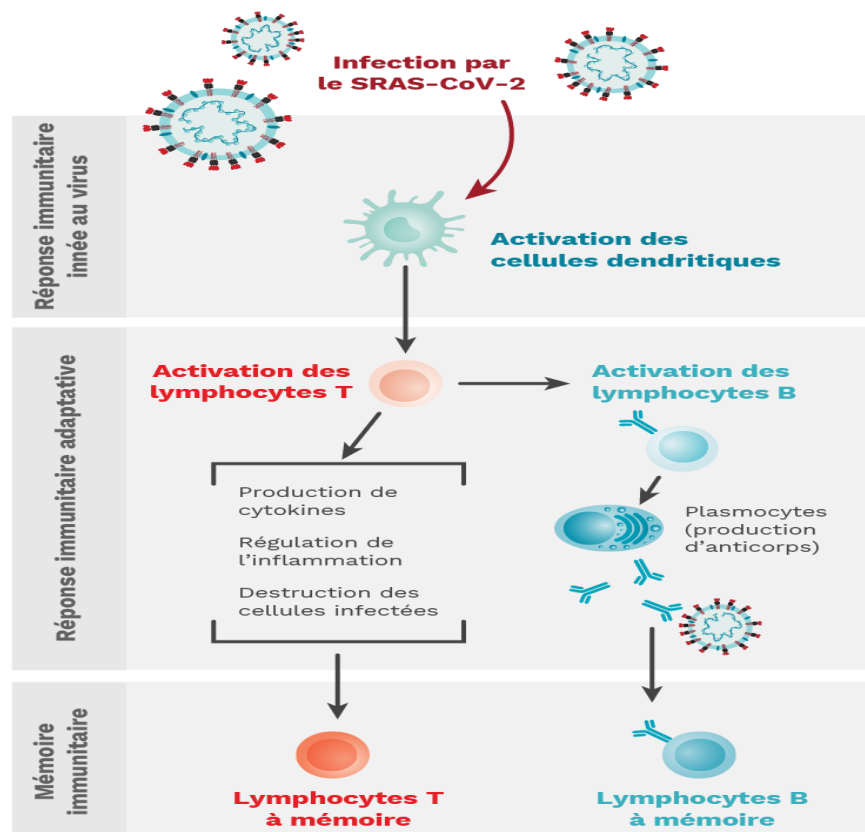 Infection par
le SRAS-CoV-2
Réponse immunitaire
innée au virus
Activation des
cellules dendritiques
Réponse immunitaire adaptative
Activation des
lymphocytes T
Activation des
lymphocytes B
Production de
cytokines
Régulation de
l’inflammation
Destruction des
cellules infectées
Plasmocytes
(production
d’anticorps)
Mémoire
immunitaire
Lymphocytes T
à mémoire
Lymphocytes B
à mémoire